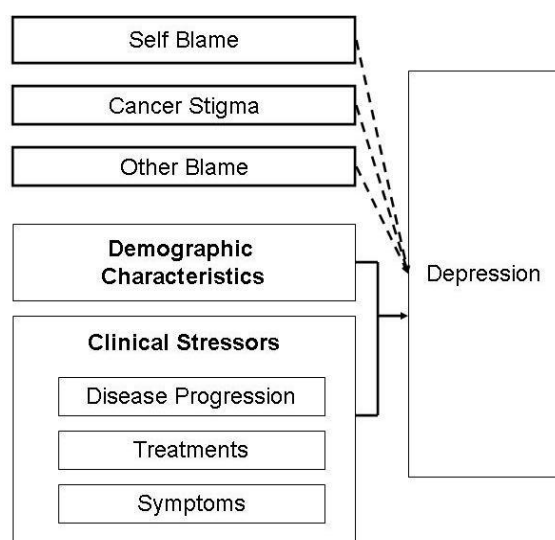 Self Blame
Cancer Stigma
Other Blame
Demographic
Characteristics
Depression
Clinical Stressors
Disease Progression
Treatments
Symptoms